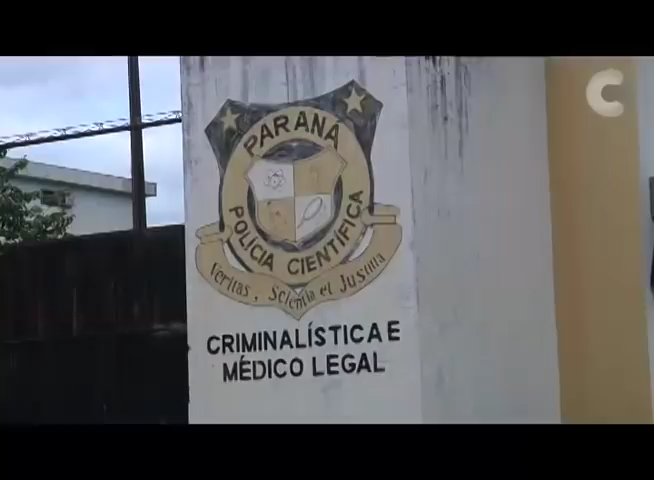 PARANÁ
POLÍCIA CIENTÍFICA
Veritas, Scientia et Justitia
CRIMINALÍSTICA E
MÉDICO LEGAL
C